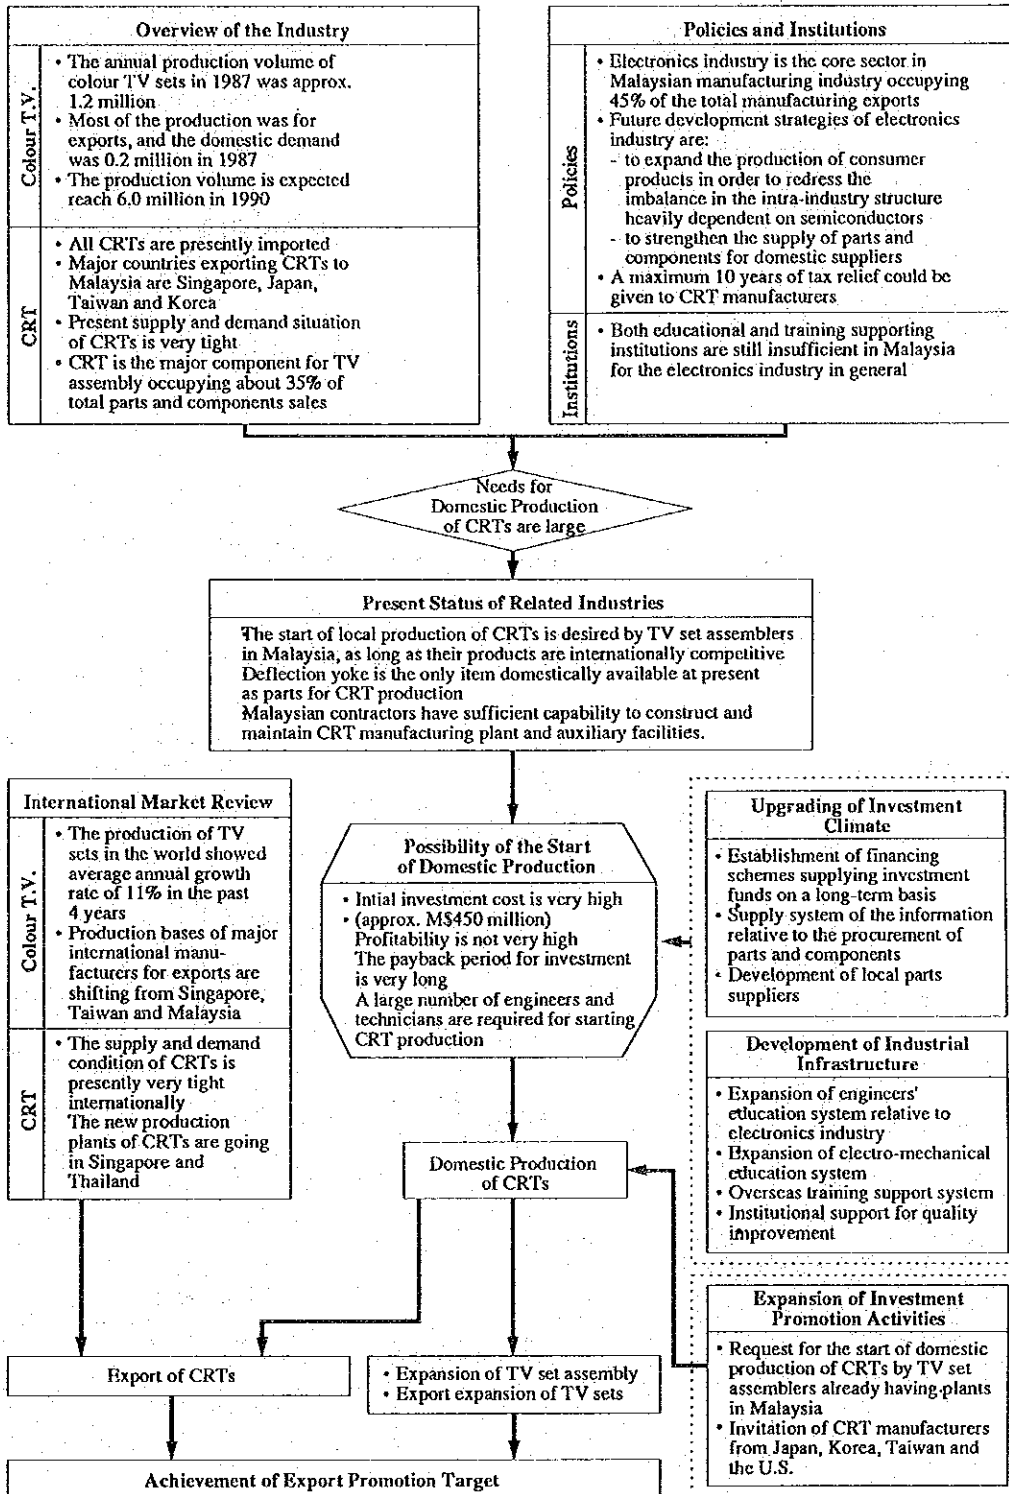 Overview of the Industry
Colour T.V.
• The annual production volume of
colour TV sets in 1987 was approx.
1.2 million
• Most of the production was for
exports, and the domestic demand
was 0.2 million in 1987
• The production volume is expected
reach 6.0 million in 1990
CRT
• All CRTs are presently imported
• Major countries exporting CRTs to
Malaysia are Singapore, Japan,
Taiwan and Korea
• Present supply and demand situation
of CRTs is very tight
• CRT is the major component for TV
assembly occupying about 35% of
total parts and components sales
Policies and Institutions
Policies
• Electronics industry is the core sector in
Malaysian manufacturing industry occupying
45% of the total manufacturing exports
• Future development strategies of electronics
industry are:
- to expand the production of consumer
products in order to redress the
imbalance in the intra-industry structure
heavily dependent on semiconductors
- to strengthen the supply of parts and
components for domestic suppliers
• A maximum 10 years of tax relief could be
given to CRT manufacturers
Institutions
• Both educational and training supporting
institutions are still insufficient in Malaysia
for the electronics industry in general
Needs for
Domestic Production
of CRTs are large
Present Status of Related Industries
The start of local production of CRTs is desired by TV set assemblers
in Malaysia, as long as their products are internationally competitive
Deflection yoke is the only item domestically available at present
as parts for CRT production
Malaysian contractors have sufficient capability to construct and
maintain CRT manufacturing plant and auxiliary facilities.
International Market Review
Colour T.V.
• The production of TV
sets in the world showed
average annual growth
rate of 11% in the past
4 years
• Production bases of major
international manu-
facturers for exports are
shifting from Singapore,
Taiwan and Malaysia
CRT
• The supply and demand
condition of CRTs is
presently very tight
internationally
The new production
plants of CRTs are going
in Singapore and
Thailand
Possibility of the Start
of Domestic Production
• Intial investment cost is very high
• (approx. M$450 million)
Profitability is not very high
The payback period for investment
is very long
A large number of engineers and
technicians are required for starting
CRT production
Upgrading of Investment
Climate
• Establishment of financing
schemes supplying investment
funds on a long-term basis
• Supply system of the information
relative to the procurement of
parts and components
• Development of local parts
suppliers
Development of Industrial
Infrastructure
• Expansion of engineers'
education system relative to
electronics industry
• Expansion of electro-mechanical
education system
• Overseas training support system
• Institutional support for quality
improvement
Domestic Production
of CRTs
Expansion of Investment
Promotion Activities
• Request for the start of domestic
production of CRTs by TV set
assemblers already having plants
in Malaysia
• Invitation of CRT manufacturers
from Japan, Korea, Taiwan and
the U.S.
Export of CRTs
• Expansion of TV set assembly
• Export expansion of TV sets
Achievement of Export Promotion Target